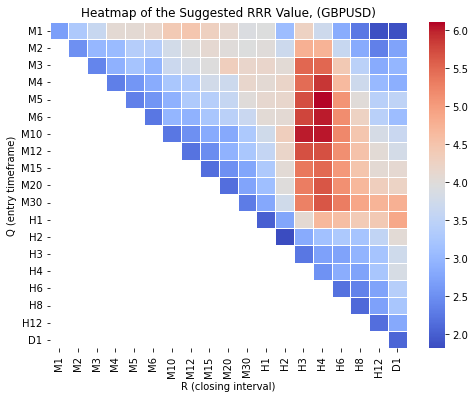 Heatmap of the Suggested RRR Value, (GBPUSD)
Q (entry timeframe)
M1
M2
M3
M4
M5
M6
M10
M12
M15
M20
M30
H1
H2
H3
H4
H6
H8
H12
D1
M1 M2 M3 M4 M5 M6 M10 M12 M15 M20 M30 H1 H2 H3 H4 H6 H8 H12 D1
R (closing interval)
6.0
5.5
5.0
4.5
4.0
3.5
3.0
2.5
2.0